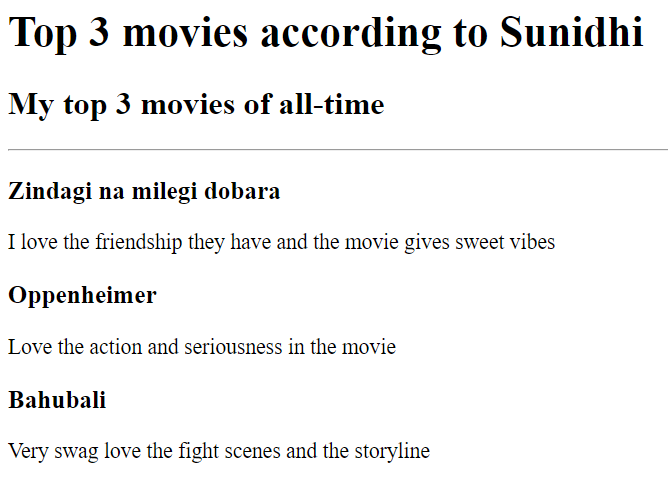 Top 3 movies according to Sunidhi
My top 3 movies of all-time
Zindagi na milegi dobara
I love the friendship they have and the movie gives sweet vibes
Oppenheimer
Love the action and seriousness in the movie
Bahubali
Very swag love the fight scenes and the storyline